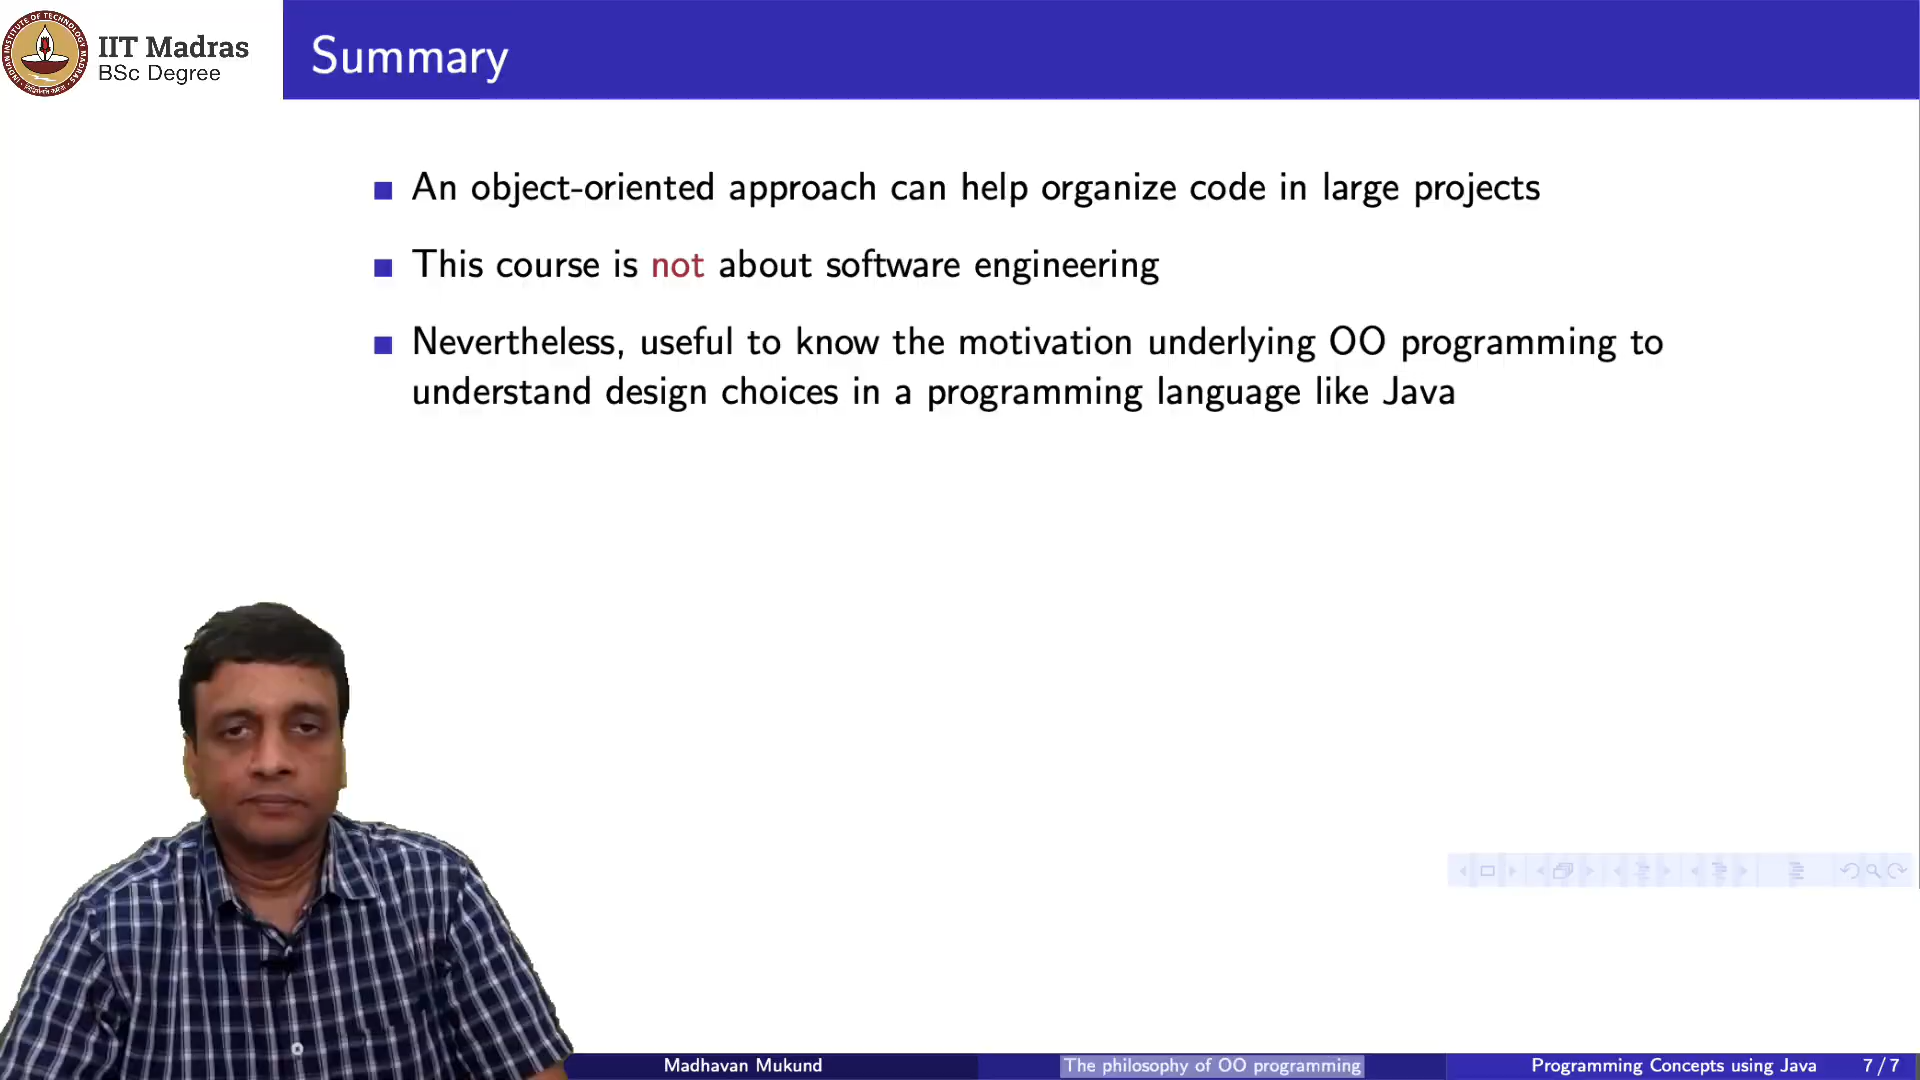 IIT Madras
BSc Degree
Summary
An object-oriented approach can help organize code in large projects
This course is not about software engineering
Nevertheless, useful to know the motivation underlying OO programming to
understand design choices in a programming language like Java
Madhavan Mukund
The philosophy of OO programming
Programming Concepts using Java
7 / 7